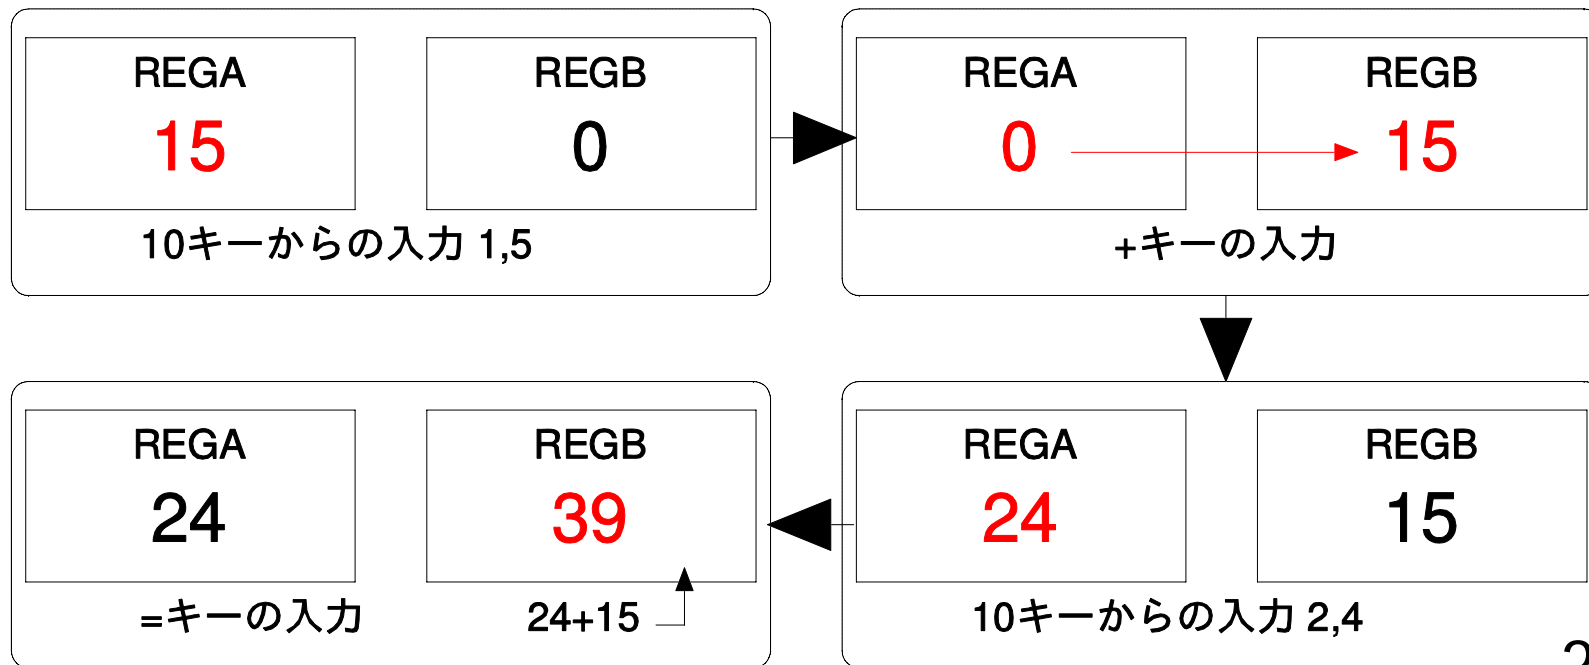 REGA
15
REGB
0
10キーからの入力 1,5
REGA
0
REGB
15
+キーの入力
REGA
24
REGB
15
10キーからの入力 2,4
REGA
24
REGB
39
=キーの入力
24+15